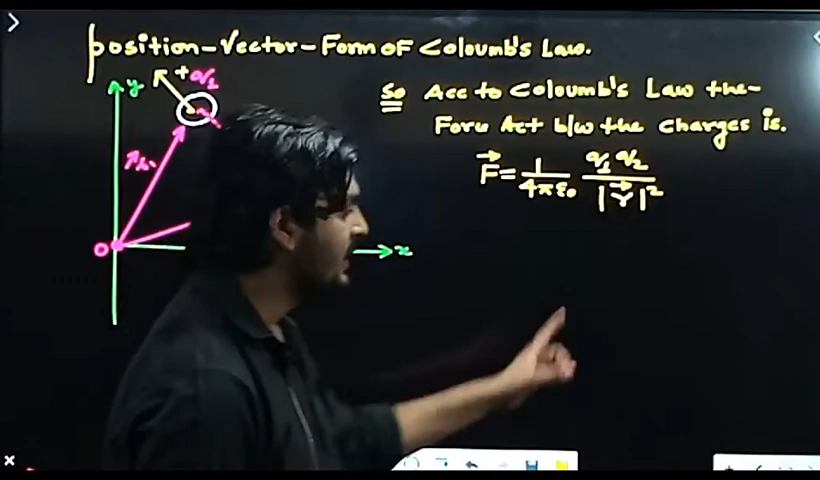 position-Vector-Form OF Coloumb's Law.
So Acc to Coloumb's Law the-
Force Act b/w the charges is.
F⃗ = 1/4πε₀ q₁q₂/|r⃗|²
+q₁
y
O
x